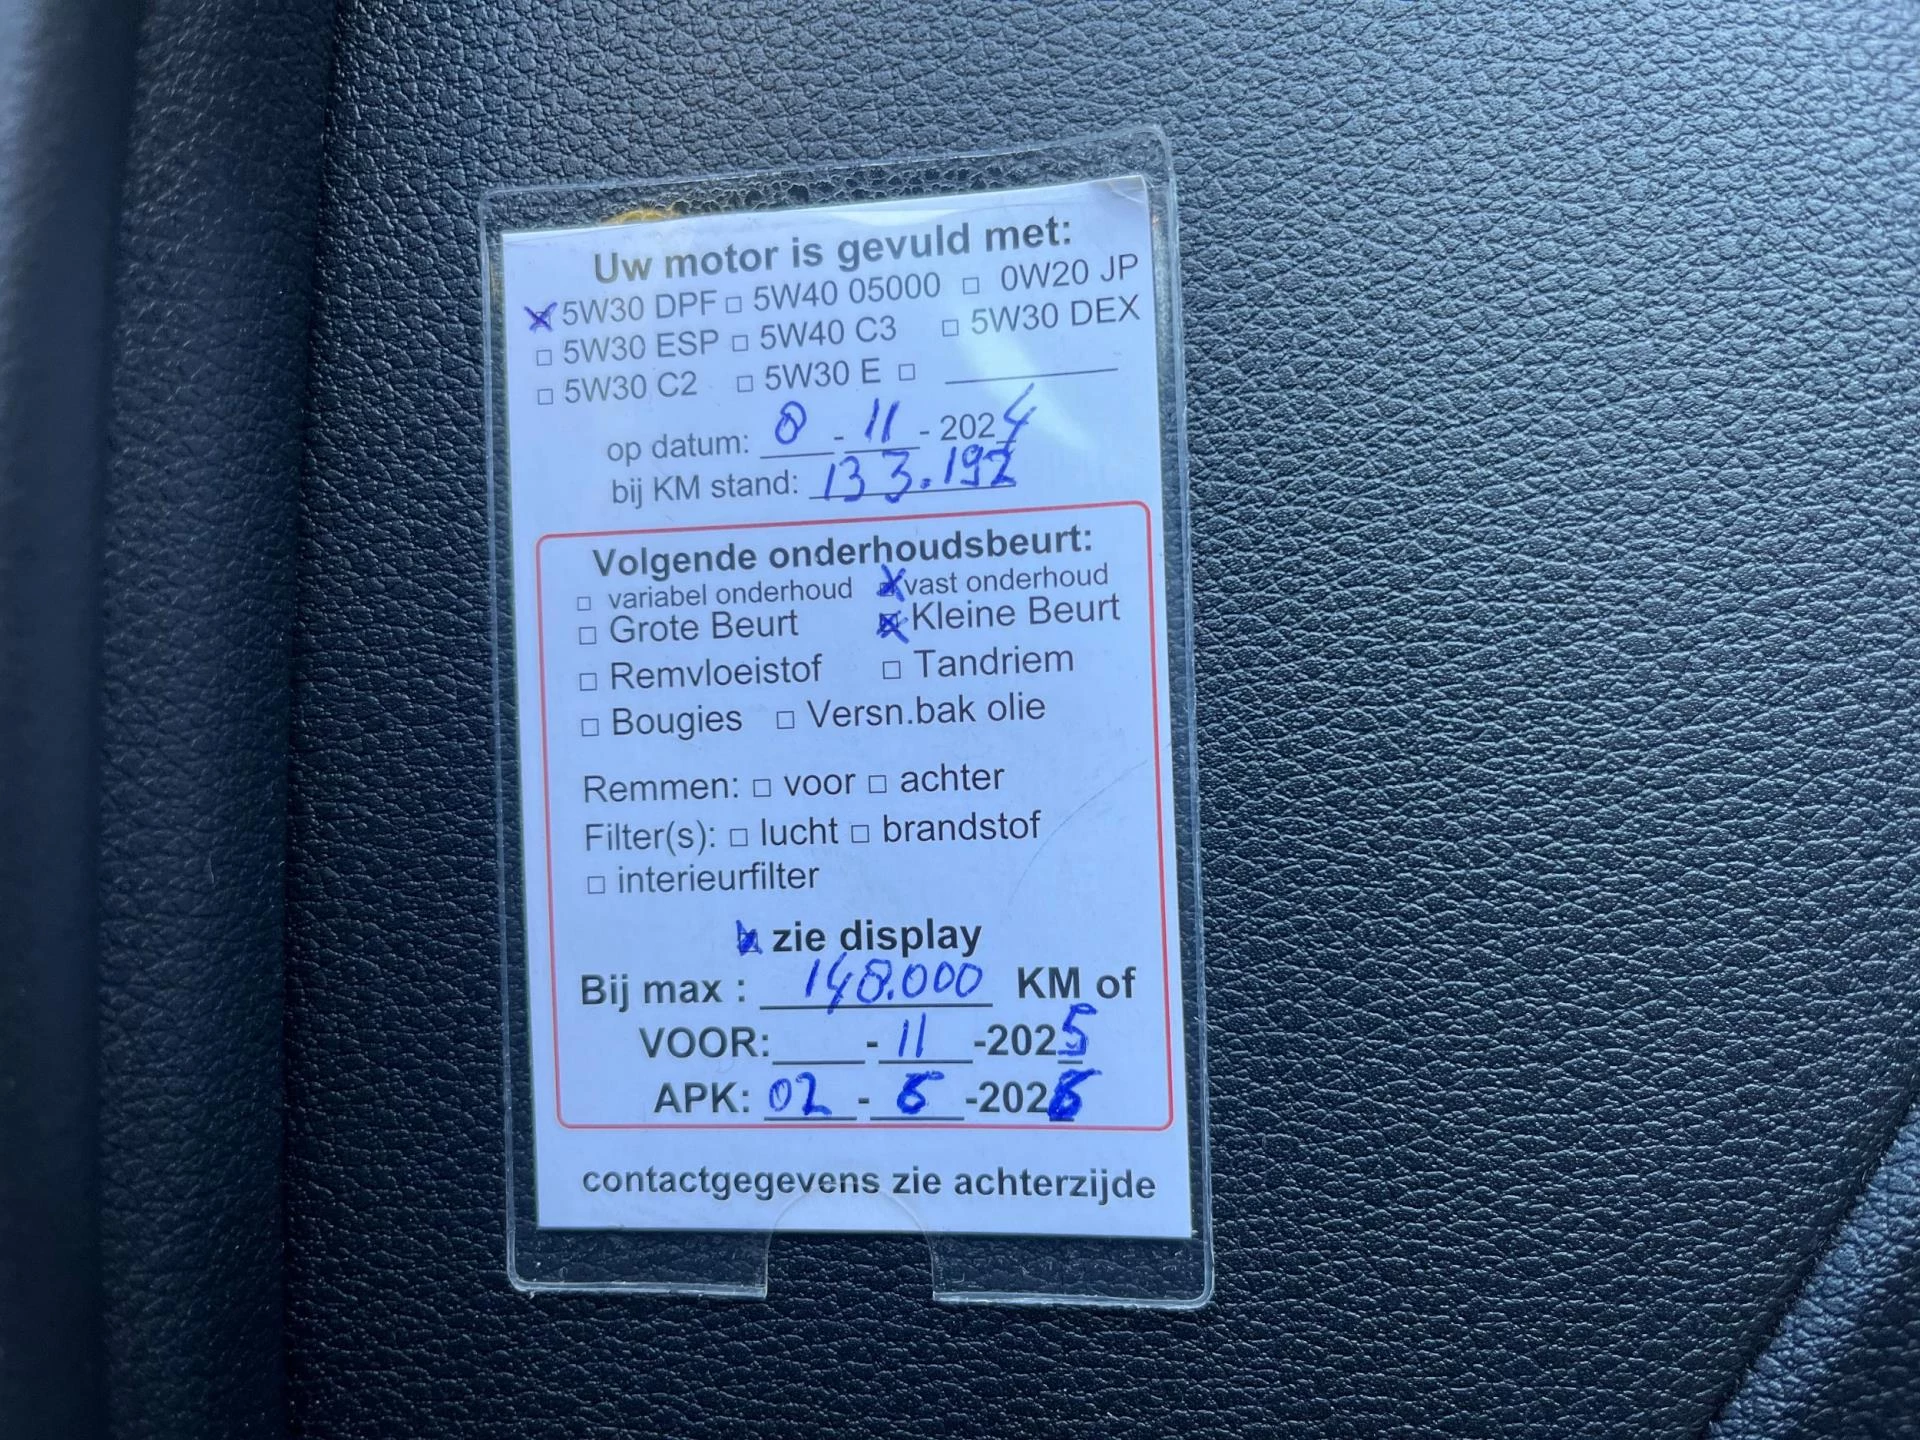 Uw motor is gevuld met:
☒ 5W30 DPF ☐ 5W40 05000 ☐ 0W20 JP
☐ 5W30 ESP ☐ 5W40 C3 ☐ 5W30 DEX
☐ 5W30 C2 ☐ 5W30 E ☐
op datum: 8 - 11 - 2024
bij KM stand: 133.192
Volgende onderhoudsbeurt:
☐ variabel onderhoud ☒ vast onderhoud
☐ Grote Beurt ☒ Kleine Beurt
☐ Remvloeistof ☐ Tandriem
☐ Bougies ☐ Versn.bak olie
Remmen: ☐ voor ☐ achter
Filter(s): ☐ lucht ☐ brandstof
☐ interieurfilter
☒ zie display
Bij max : 148.000 KM of
VOOR: - 11 -2025
APK: 02 - 6 -2026
contactgegevens zie achterzijde